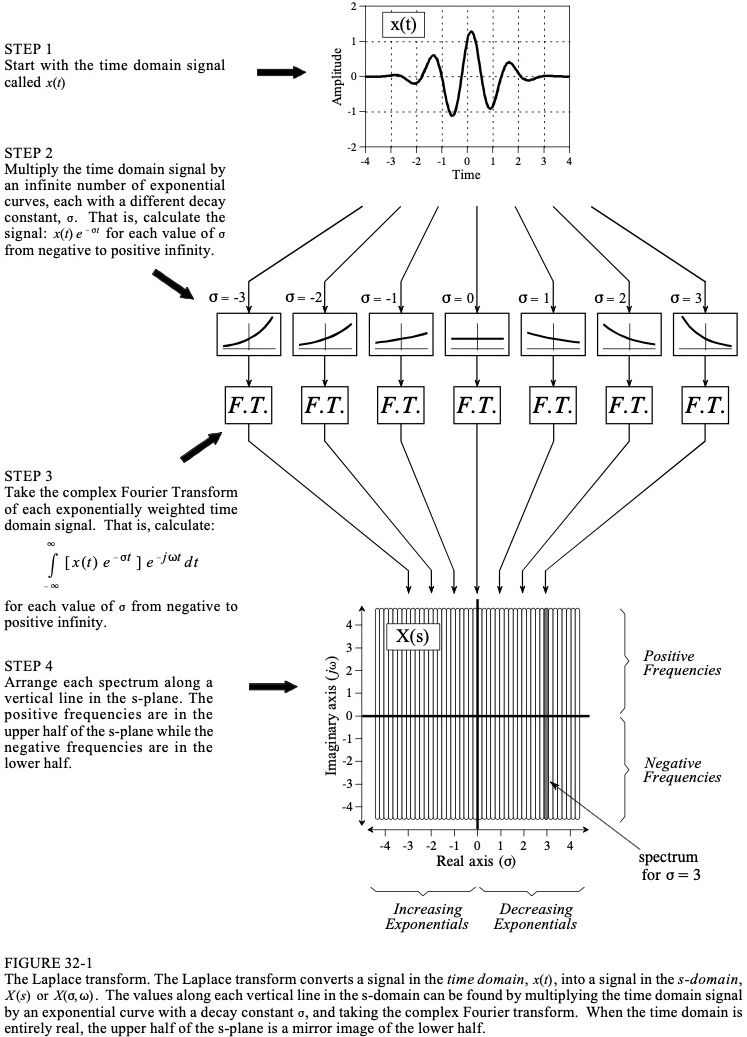 STEP 1
Start with the time domain signal
called x(t)
x(t)
Amplitude
2
1
0
-1
-2
-4 -3 -2 -1 0 1 2 3 4
Time
STEP 2
Multiply the time domain signal by
an infinite number of exponential
curves, each with a different decay
constant, σ. That is, calculate the
signal: x(t) e^{-σt} for each value of σ
from negative to positive infinity.
σ = -3 σ = -2 σ = -1 σ = 0 σ = 1 σ = 2 σ = 3
F.T. F.T. F.T. F.T. F.T. F.T. F.T.
STEP 3
Take the complex Fourier Transform
of each exponentially weighted time
domain signal. That is, calculate:
∞
∫ [x(t) e^{-σt} ] e^{-jωt} dt
-∞
for each value of σ from negative to
positive infinity.
STEP 4
Arrange each spectrum along a
vertical line in the s-plane. The
positive frequencies are in the
upper half of the s-plane while the
negative frequencies are in the
lower half.
X(s)
Imaginary axis (jω)
4
3
2
1
0
-1
-2
-3
-4
-4 -3 -2 -1 0 1 2 3 4
Real axis (σ)
Positive
Frequencies
Negative
Frequencies
spectrum
for σ = 3
Increasing
Exponentials
Decreasing
Exponentials
FIGURE 32-1
The Laplace transform. The Laplace transform converts a signal in the time domain, x(t), into a signal in the s-domain,
X(s) or X(σ,ω). The values along each vertical line in the s-domain can be found by multiplying the time domain signal
by an exponential curve with a decay constant σ, and taking the complex Fourier transform. When the time domain is
entirely real, the upper half of the s-plane is a mirror image of the lower half.